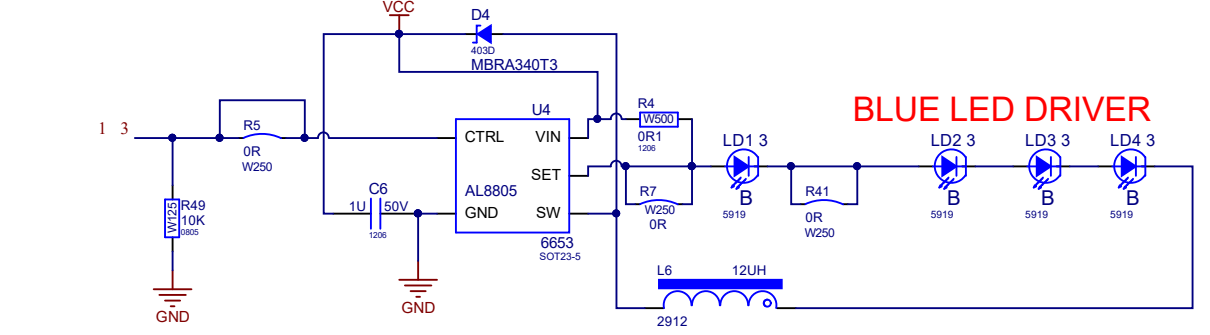 VCC
D4
403D
MBRA340T3
BLUE LED DRIVER
1 3
R5
0R
W250
U4
CTRL
VIN
SET
AL8805
GND
SW
6653
SOT23-5
R4
W500
0R1
1206
LD1 3
B
5919
LD2 3
B
5919
LD3 3
B
5919
LD4 3
B
5919
R7
W250
0R
R41
0R
W250
C6
1U 50V
1206
W125
R49
10K
0805
L6 12UH
2912
GND
GND